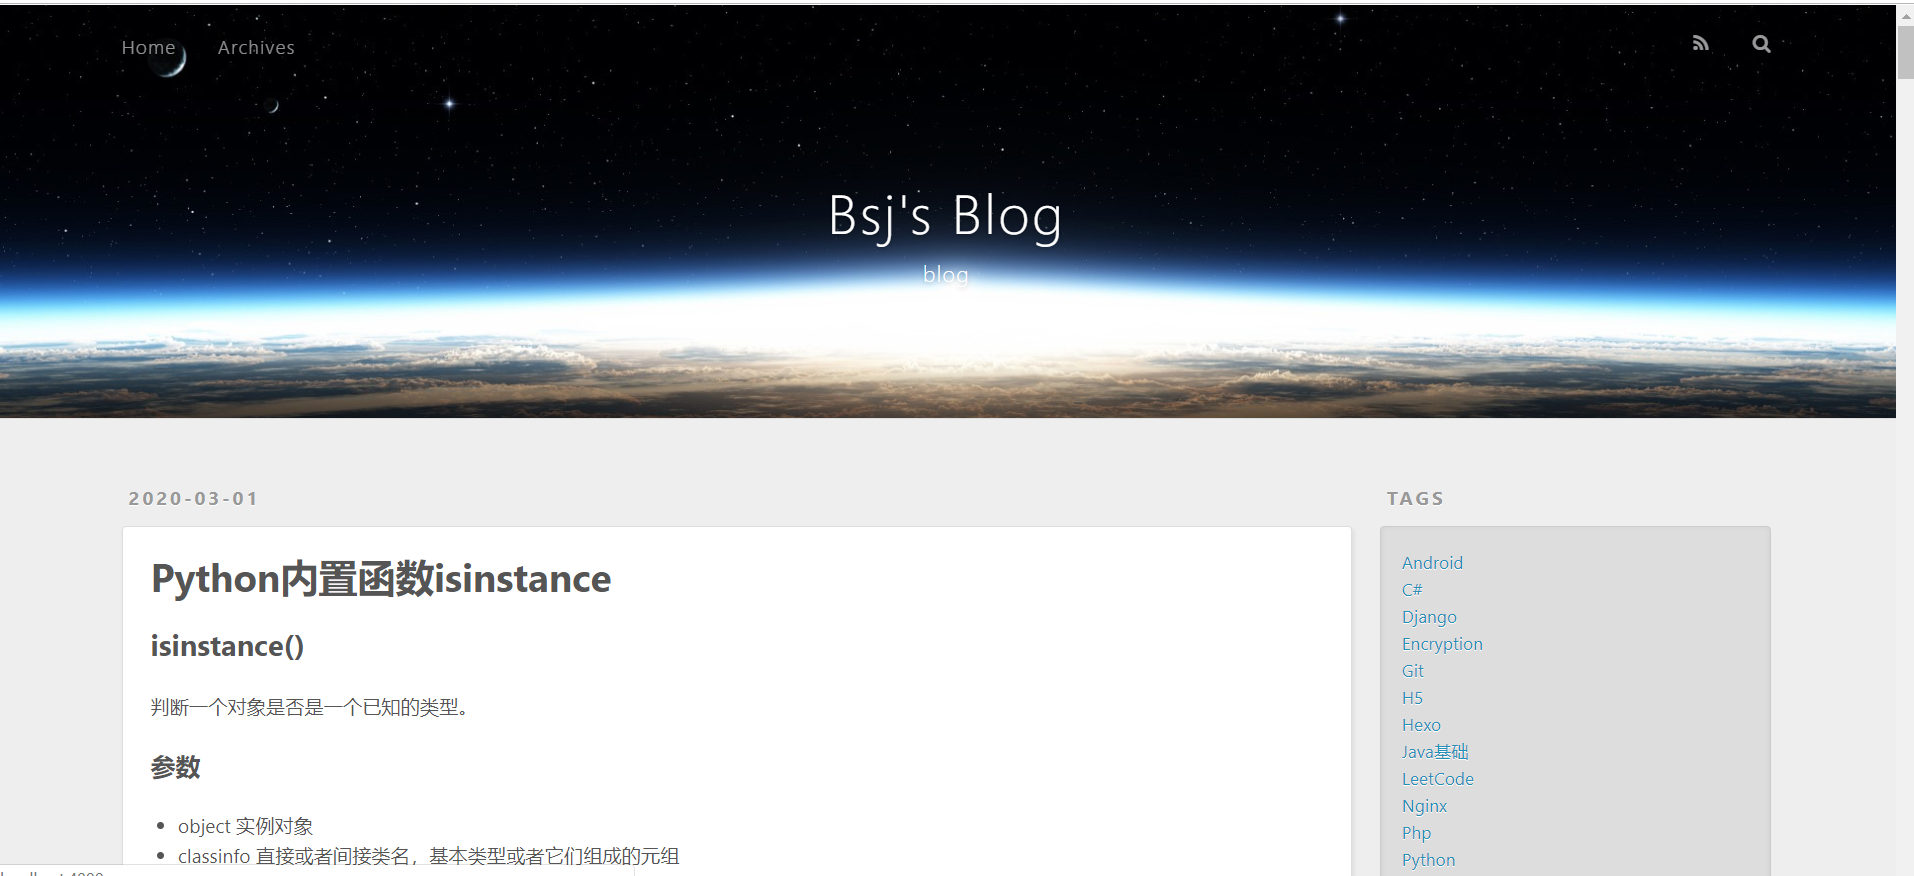 Home Archives
Bsj's Blog
blog
2020-03-01
Python内置函数isinstance
isinstance()
判断一个对象是否是一个已知的类型。
参数
• object 实例对象
• classinfo 直接或者间接类名，基本类型或者它们组成的元组
TAGS
Android
C#
Django
Encryption
Git
H5
Hexo
Java基础
LeetCode
Nginx
Php
Python